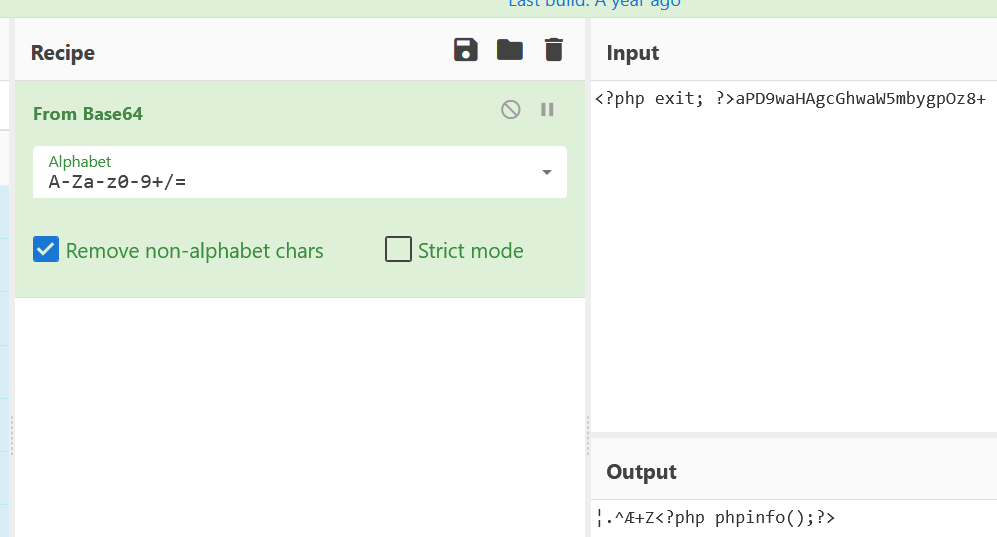 Last build: A year ago
Recipe
From Base64
Alphabet
A-Za-z0-9+/=
Remove non-alphabet chars
Strict mode
Input
<?php exit; ?>aPD9waHAgcGhwaW5mbygpOz8+
Output
¦.^Æ+Z<?php phpinfo();?>